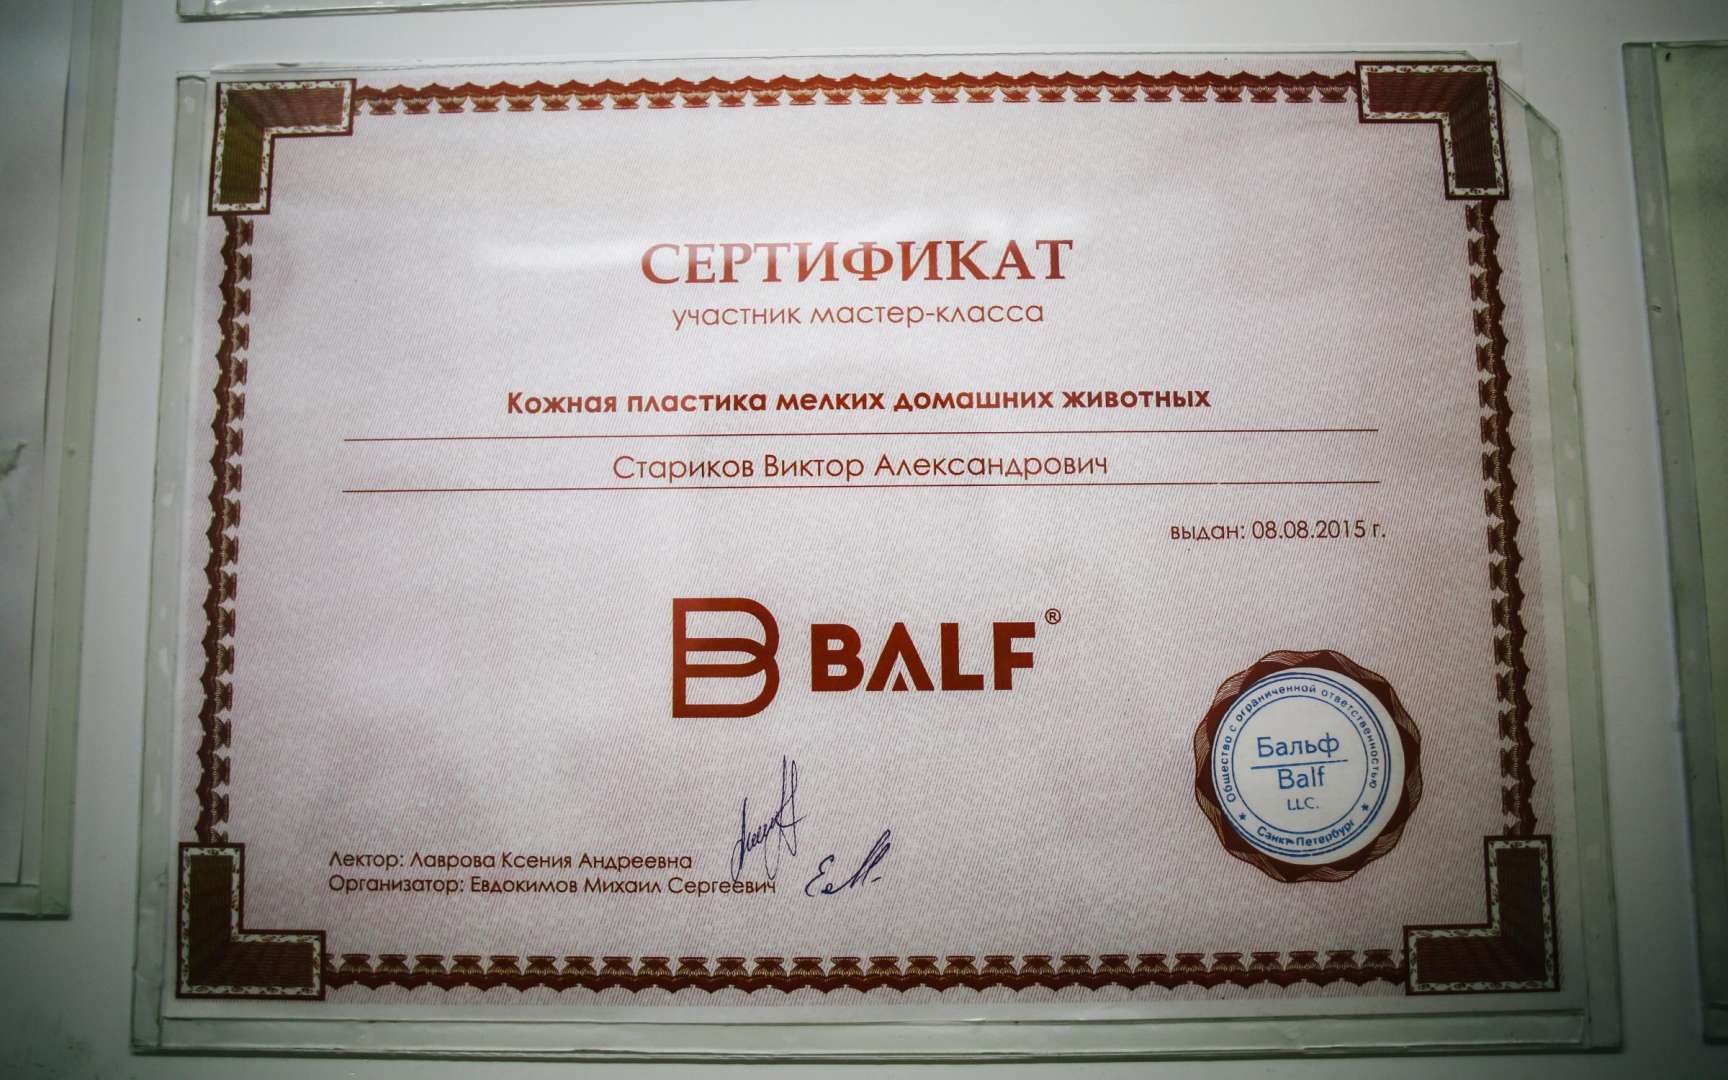 СЕРТИФИКАТ
участник мастер-класса
Кожная пластика мелких домашних животных
Стариков Виктор Александрович
выдан: 08.08.2015 г.
BALF®
Общество с ограниченной ответственностью
Бальф
Balf
LLC.
* Санкт-Петербург *
Лектор: Лаврова Ксения Андреевна
Организатор: Евдокимов Михаил Сергеевич